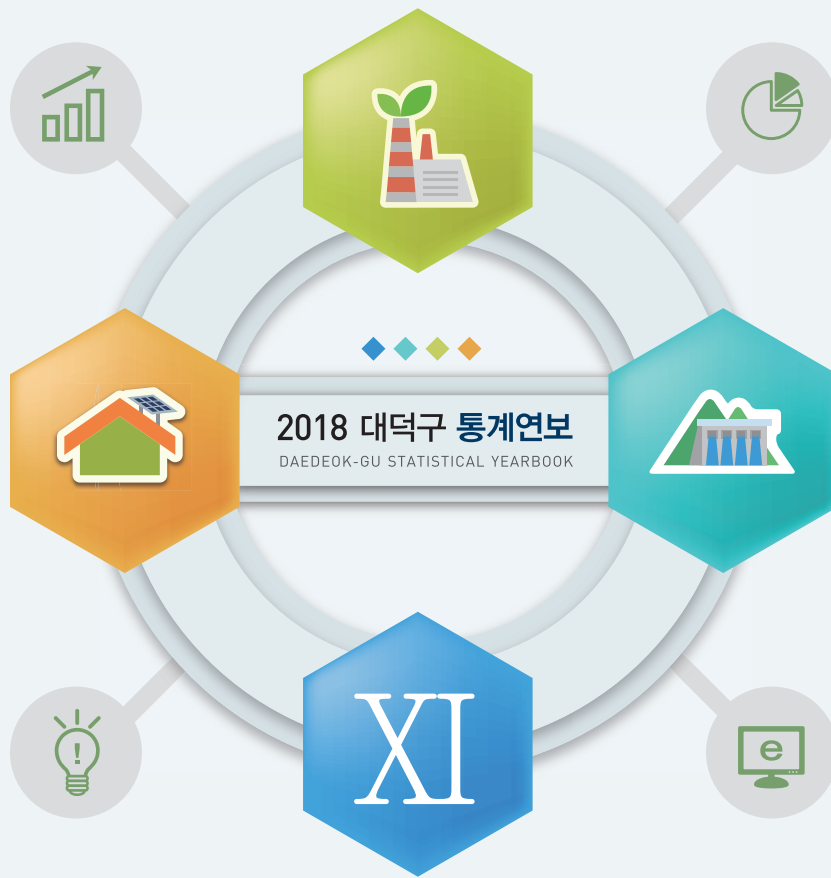 2018 대덕구 통계연보
DAEDEOK-GU STATISTICAL YEARBOOK
XI
!
e